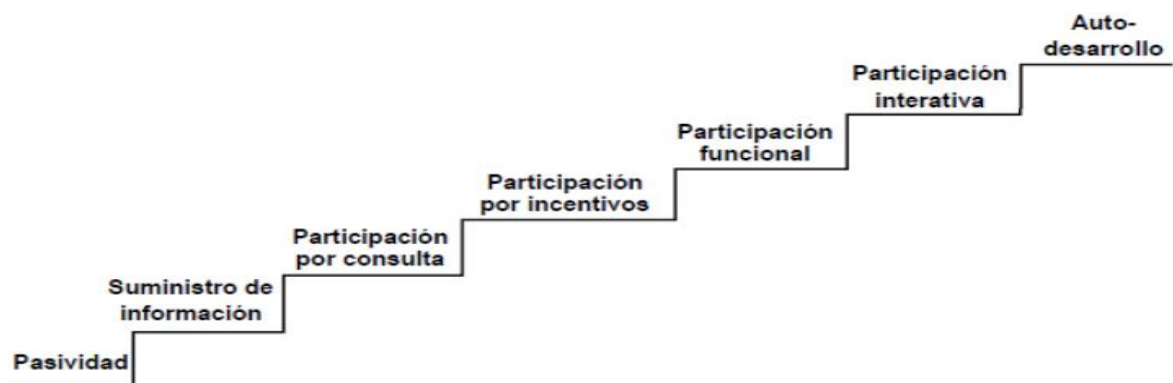 Auto-
desarrollo
Participación
interativa
Participación
funcional
Participación
por incentivos
Participación
por consulta
Suministro de
información
Pasividad